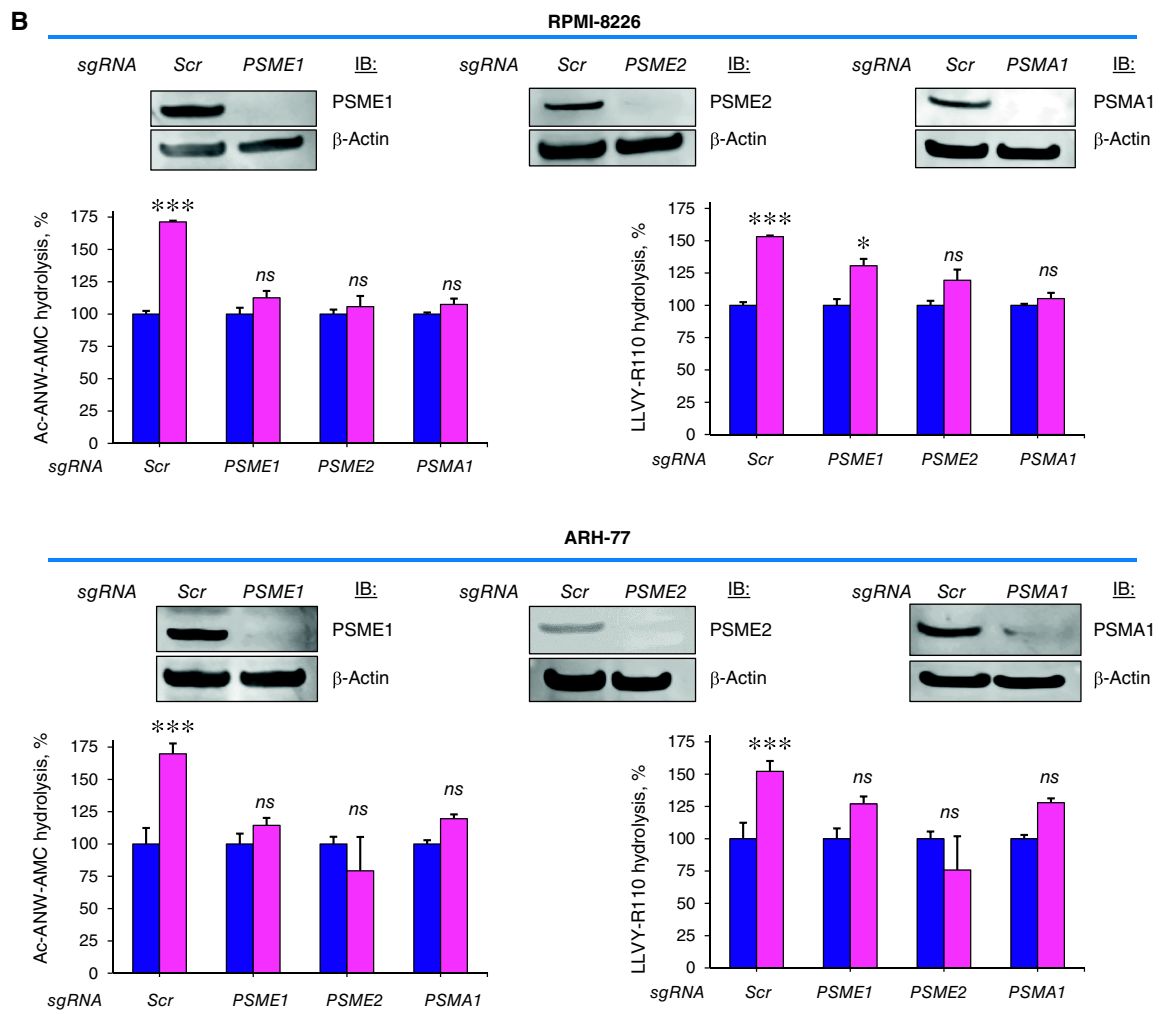 B
RPMI-8226
sgRNA Scr PSME1 IB:
PSME1
β-Actin
sgRNA Scr PSME2 IB:
PSME2
β-Actin
sgRNA Scr PSMA1 IB:
PSMA1
β-Actin
Ac-ANW-AMC hydrolysis, %
175
150
125
100
75
50
25
0
*** ns ns ns
sgRNA Scr PSME1 PSME2 PSMA1
LLVY-R110 hydrolysis, %
175
150
125
100
75
50
25
0
*** * ns ns
sgRNA Scr PSME1 PSME2 PSMA1
ARH-77
sgRNA Scr PSME1 IB:
PSME1
β-Actin
sgRNA Scr PSME2 IB:
PSME2
β-Actin
sgRNA Scr PSMA1 IB:
PSMA1
β-Actin
Ac-ANW-AMC hydrolysis, %
175
150
125
100
75
50
25
0
*** ns ns ns
sgRNA Scr PSME1 PSME2 PSMA1
LLVY-R110 hydrolysis, %
175
150
125
100
75
50
25
0
*** ns ns ns
sgRNA Scr PSME1 PSME2 PSMA1